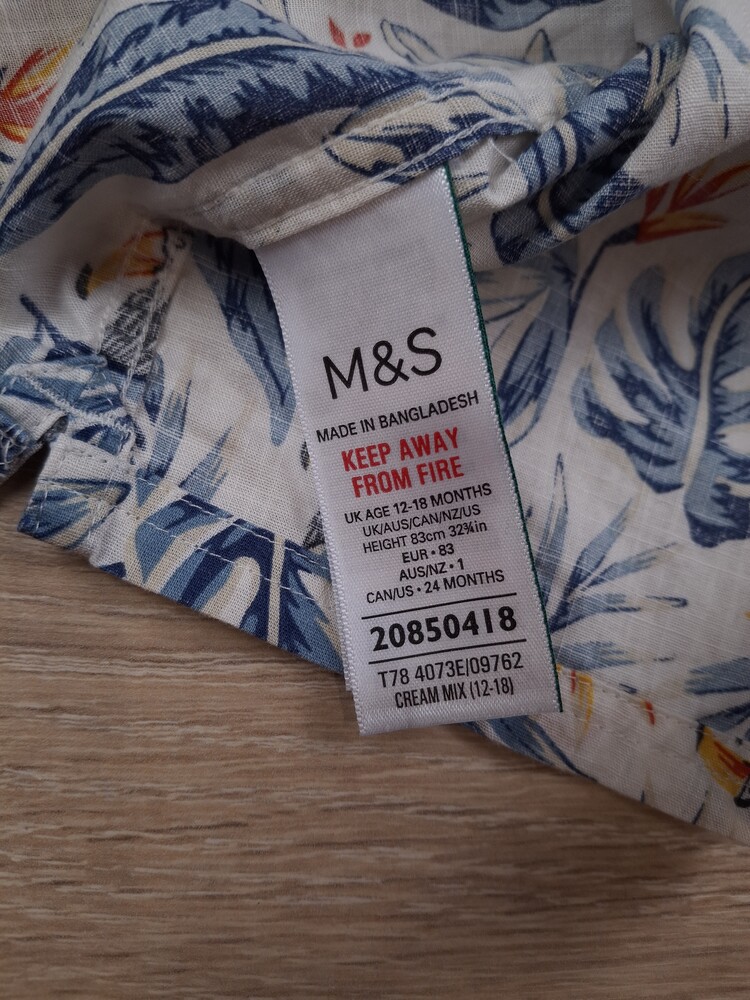 M&S
MADE IN BANGLADESH
KEEP AWAY
FROM FIRE
UK AGE 12-18 MONTHS
UK/AUS/CAN/NZ/US
HEIGHT 83cm 32¾in
EUR • 83
AUS/NZ • 1
CAN/US • 24 MONTHS
20850418
T78 4073E/09762
CREAM MIX (12-18)